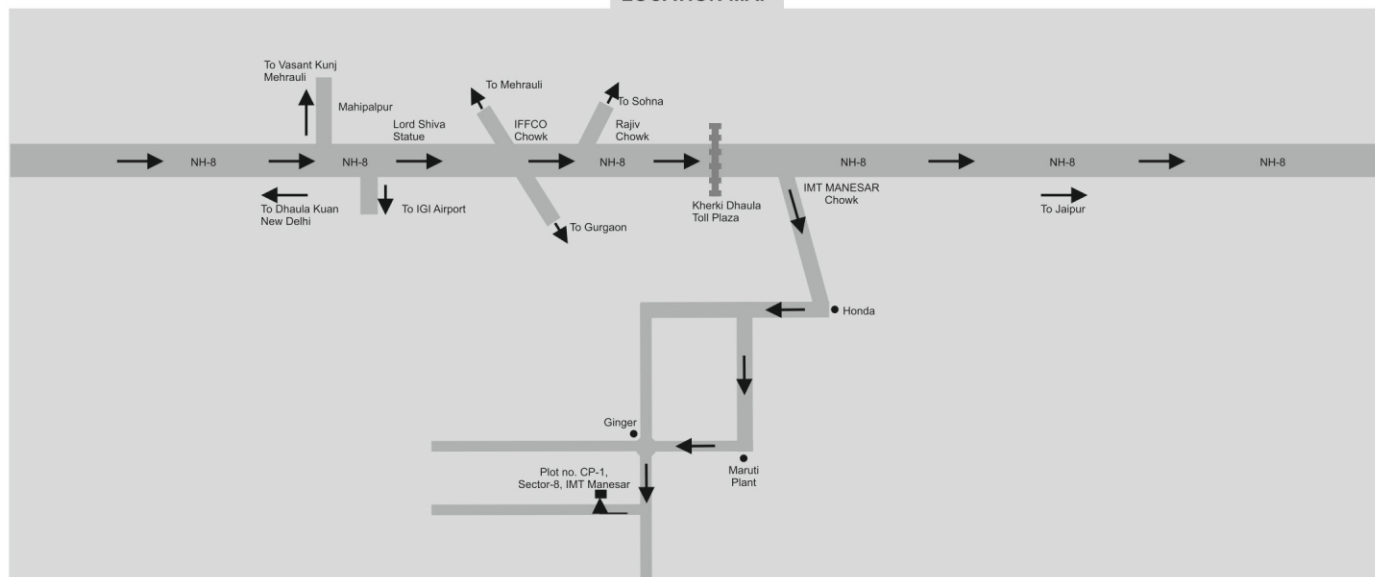 LOCATION MAP
To Vasant Kunj
Mehrauli
Mahipalpur
Lord Shiva
Statue
To Mehrauli
IFFCO
Chowk
To Sohna
Rajiv
Chowk
NH-8
NH-8
NH-8
NH-8
NH-8
NH-8
To Dhaula Kuan
New Delhi
To IGI Airport
To Gurgaon
Kherki Dhaula
Toll Plaza
IMT MANESAR
Chowk
To Jaipur
Honda
Ginger
Maruti
Plant
Plot no. CP-1,
Sector-8, IMT Manesar